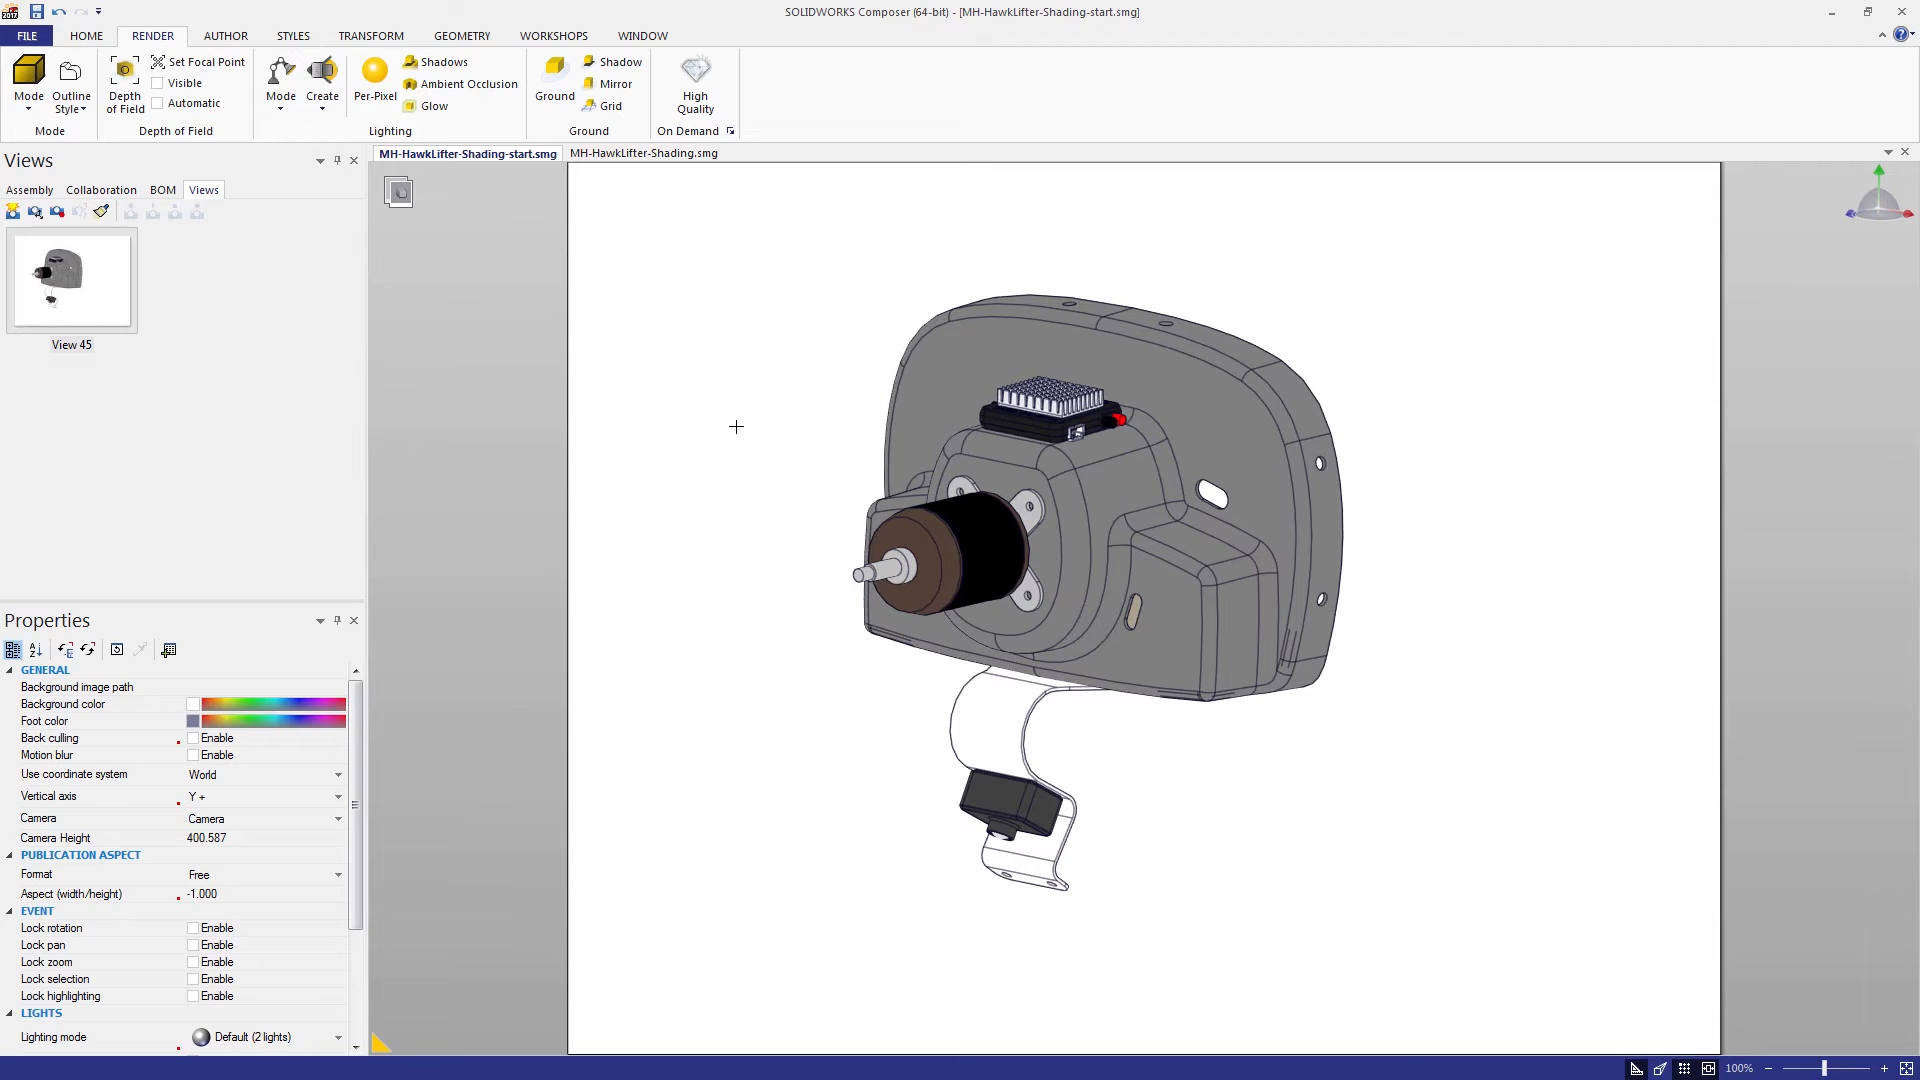 SOLIDWORKS Composer (64-bit) - [MH-HawkLifter-Shading-start.smg]
FILE HOME RENDER AUTHOR STYLES TRANSFORM GEOMETRY WORKSHOPS WINDOW
Mode
Outline Style
Mode
Depth of Field
Set Focal Point
Visible
Automatic
Depth of Field
Mode
Create
Per-Pixel
Shadows
Ambient Occlusion
Glow
Lighting
Ground
Shadow
Mirror
Grid
Ground
High Quality
On Demand
MH-HawkLifter-Shading-start.smg MH-HawkLifter-Shading.smg
Views
Assembly Collaboration BOM Views
View 45
Properties
GENERAL
Background image path
Background color
Foot color
Back culling Enable
Motion blur Enable
Use coordinate system World
Vertical axis Y +
Camera Camera
Camera Height 400.587
PUBLICATION ASPECT
Format Free
Aspect (width/height) -1.000
EVENT
Lock rotation Enable
Lock pan Enable
Lock zoom Enable
Lock selection Enable
Lock highlighting Enable
LIGHTS
Lighting mode Default (2 lights)
100%